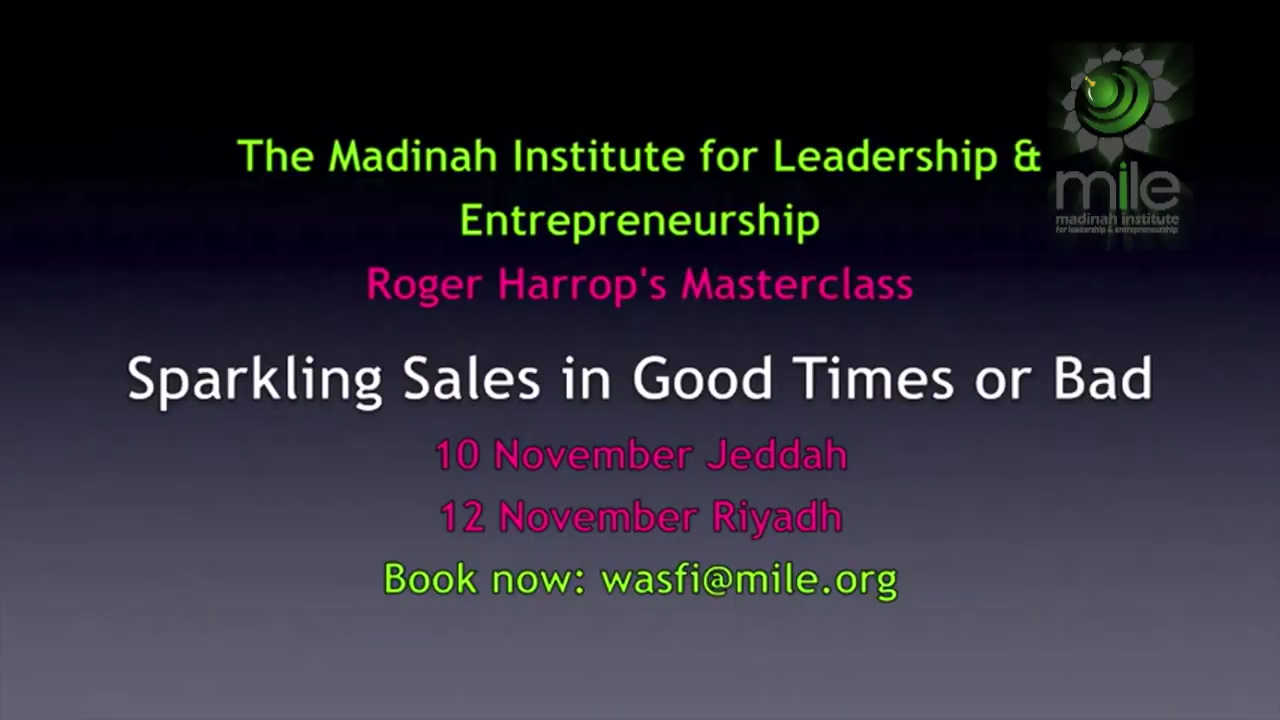 The Madinah Institute for Leadership &
Entrepreneurship
Roger Harrop's Masterclass
Sparkling Sales in Good Times or Bad
10 November Jeddah
12 November Riyadh
Book now: wasfi@mile.org
mile
madinah institute
for leadership & entrepreneurship